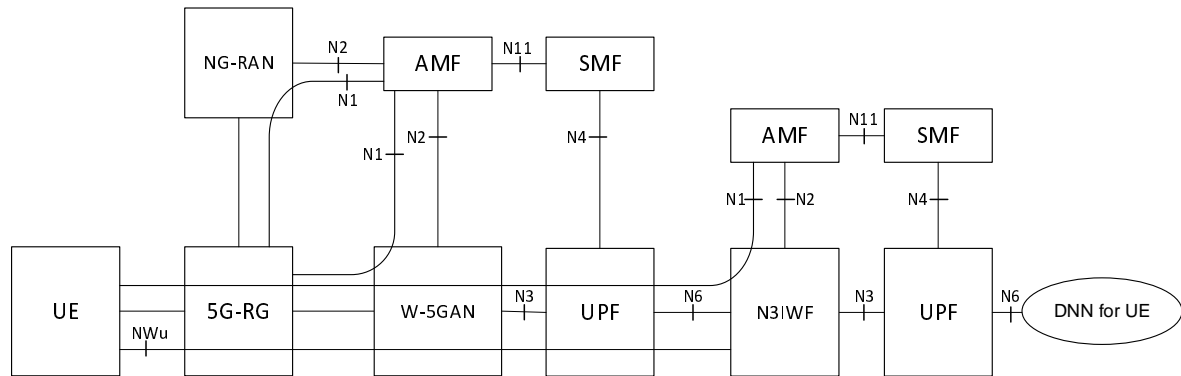 N2
N11
NG-RAN
AMF
SMF
N1
N1
N2
N4
AMF
N11
SMF
N1
N2
N4
UE
5G-RG
W-5GAN
N3
UPF
N6
N3IWF
N3
UPF
N6
DNN for UE
NWu